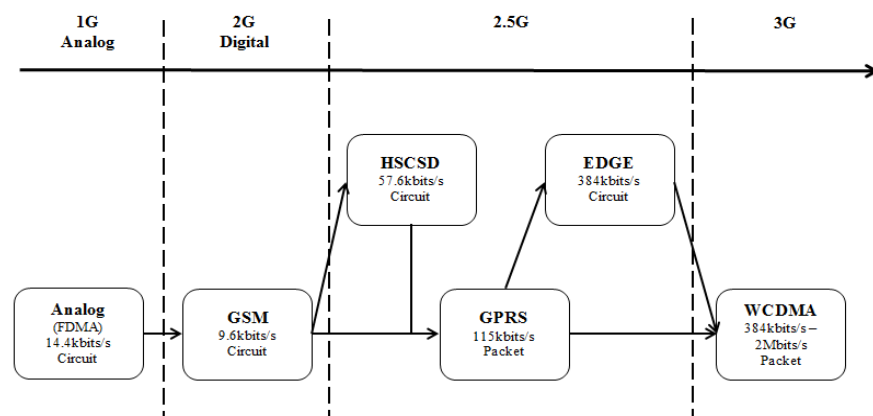 1G
Analog
2G
Digital
2.5G
3G
HSCSD
57.6kbits/s
Circuit
EDGE
384kbits/s
Circuit
Analog
(FDMA)
14.4kbits/s
Circuit
GSM
9.6kbits/s
Circuit
GPRS
115kbits/s
Packet
WCDMA
384kbits/s–
2Mbits/s
Packet